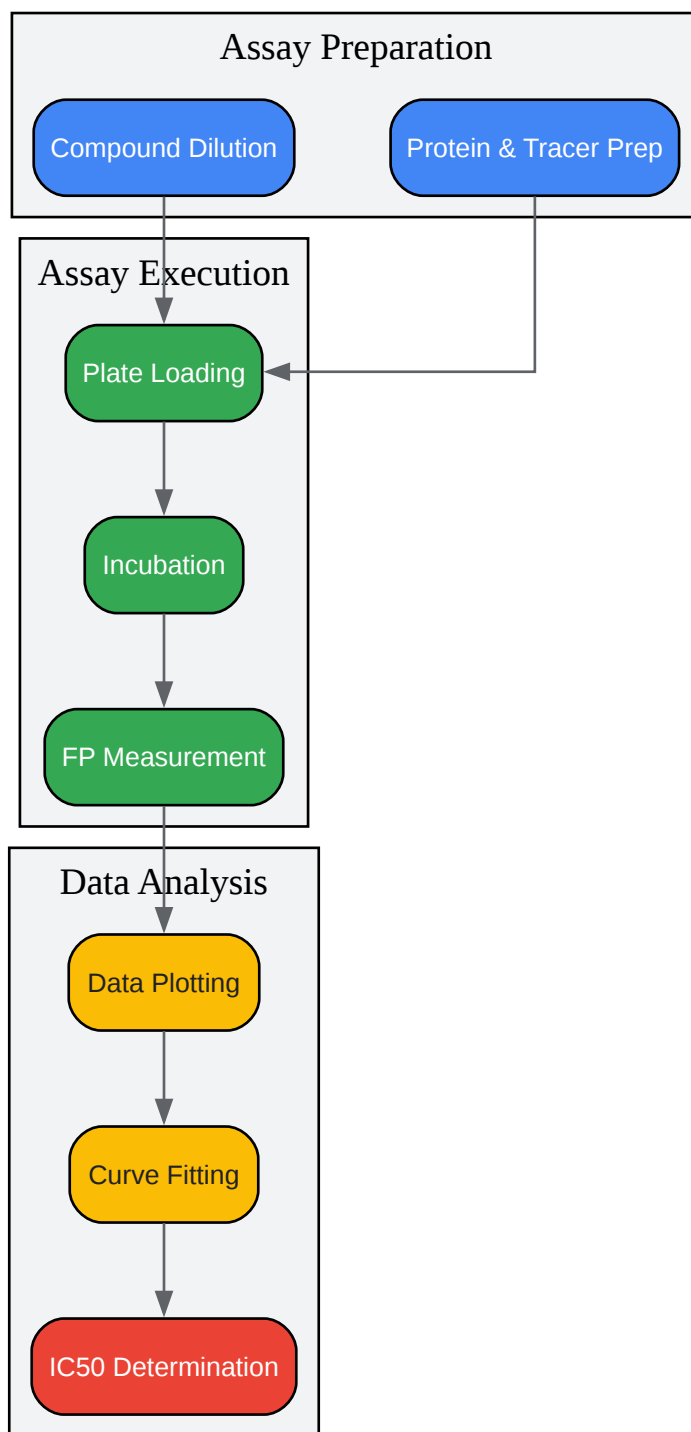 Assay Preparation
Compound Dilution
Protein & Tracer Prep
Assay Execution
Plate Loading
Incubation
FP Measurement
Data Analysis
Data Plotting
Curve Fitting
IC50 Determination